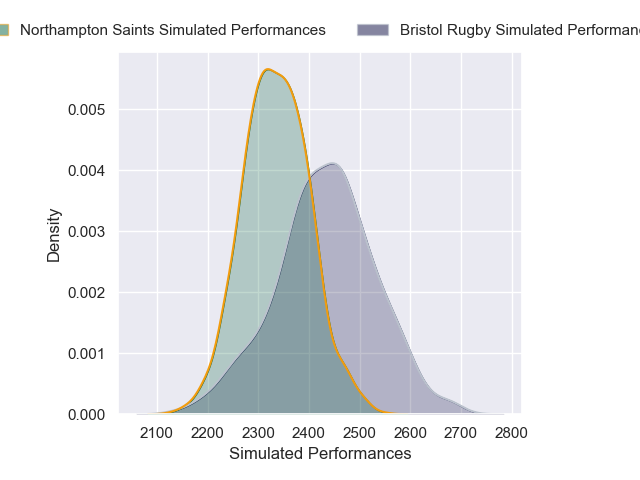 Northampton Saints Simulated Performances
Bristol Rugby Simulated
Density
0.005
0.004
0.003
0.002
0.001
0.000
2100 2200 2300 2400 2500 2600 2700 2800
Simulated Performances